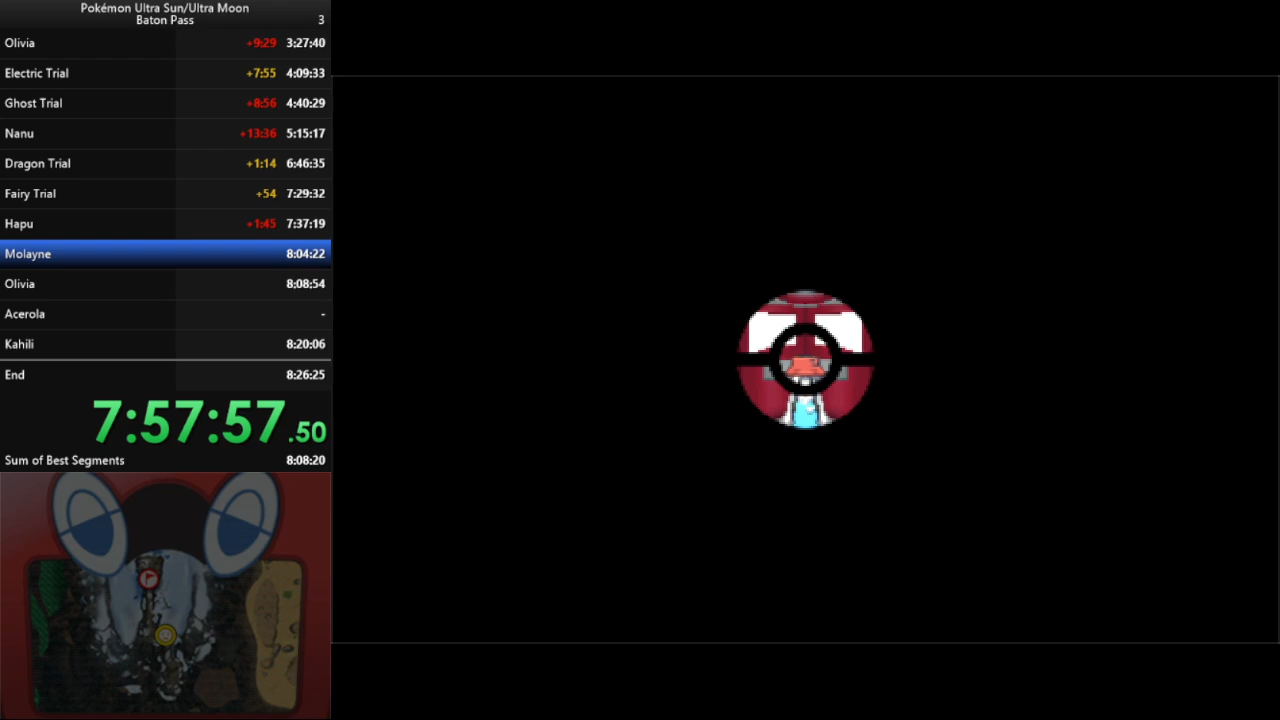 Pokémon Ultra Sun/Ultra Moon
Baton Pass 3
Olivia +9:29 3:27:40
Electric Trial +7:55 4:09:33
Ghost Trial +8:56 4:40:29
Nanu +13:36 5:15:17
Dragon Trial +1:14 6:46:35
Fairy Trial +54 7:29:32
Hapu +1:45 7:37:19
Molayne 8:04:22
Olivia 8:08:54
Acerola -
Kahili 8:20:06
End 8:26:25
7:57:57.50
Sum of Best Segments 8:08:20